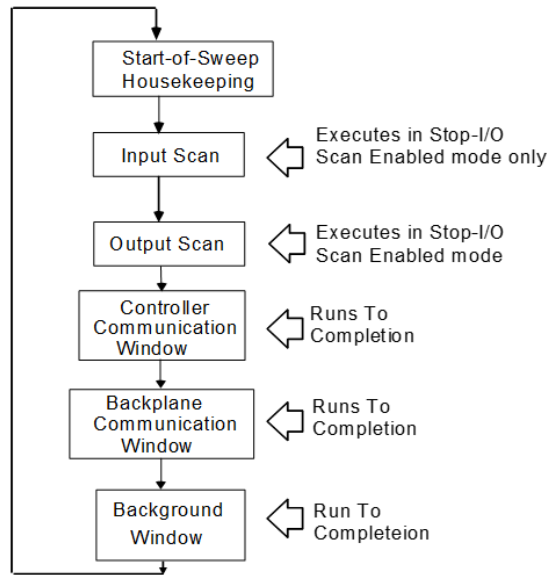 Start-of-Sweep
Housekeeping
Input Scan
Executes in Stop-I/O
Scan Enabled mode only
Output Scan
Executes in Stop-I/O
Scan Enabled mode
Controller
Communication
Window
Runs To
Completion
Backplane
Communication
Window
Runs To
Completion
Background
Window
Run To
Completeion